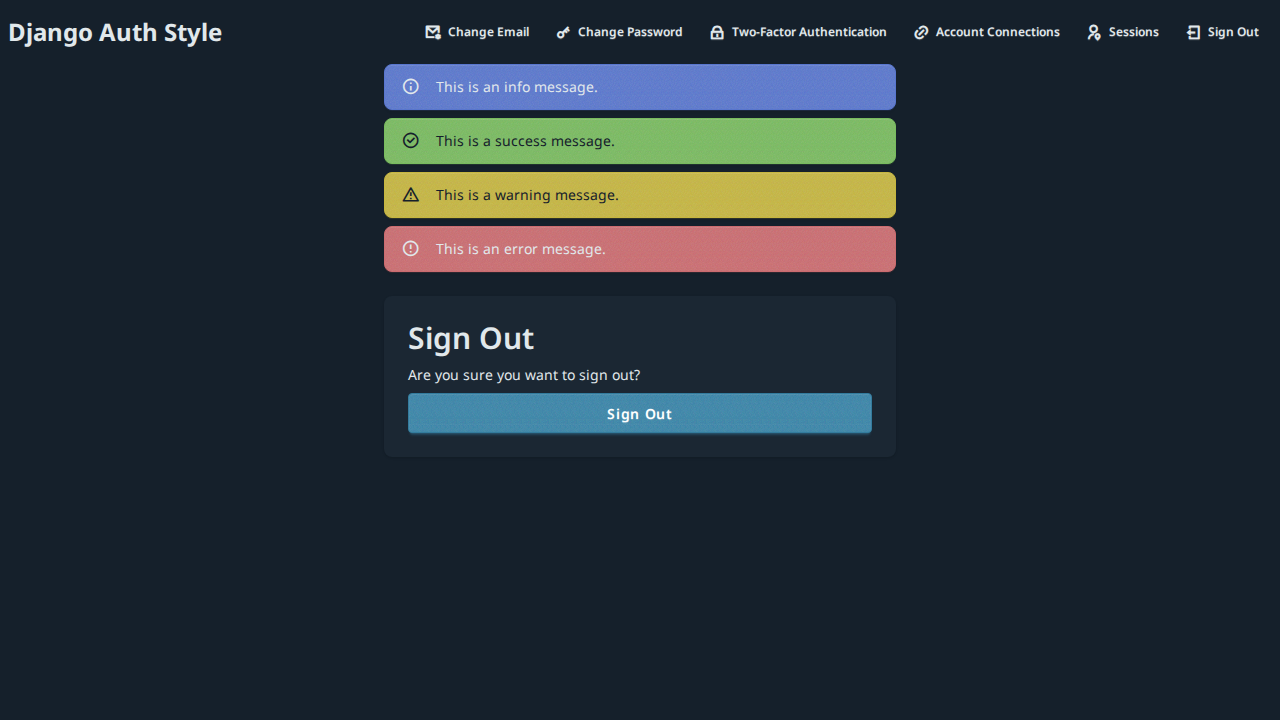 Django Auth Style
Change Email
Change Password
Two-Factor Authentication
Account Connections
Sessions
Sign Out
This is an info message.
This is a success message.
This is a warning message.
This is an error message.
Sign Out
Are you sure you want to sign out?
Sign Out